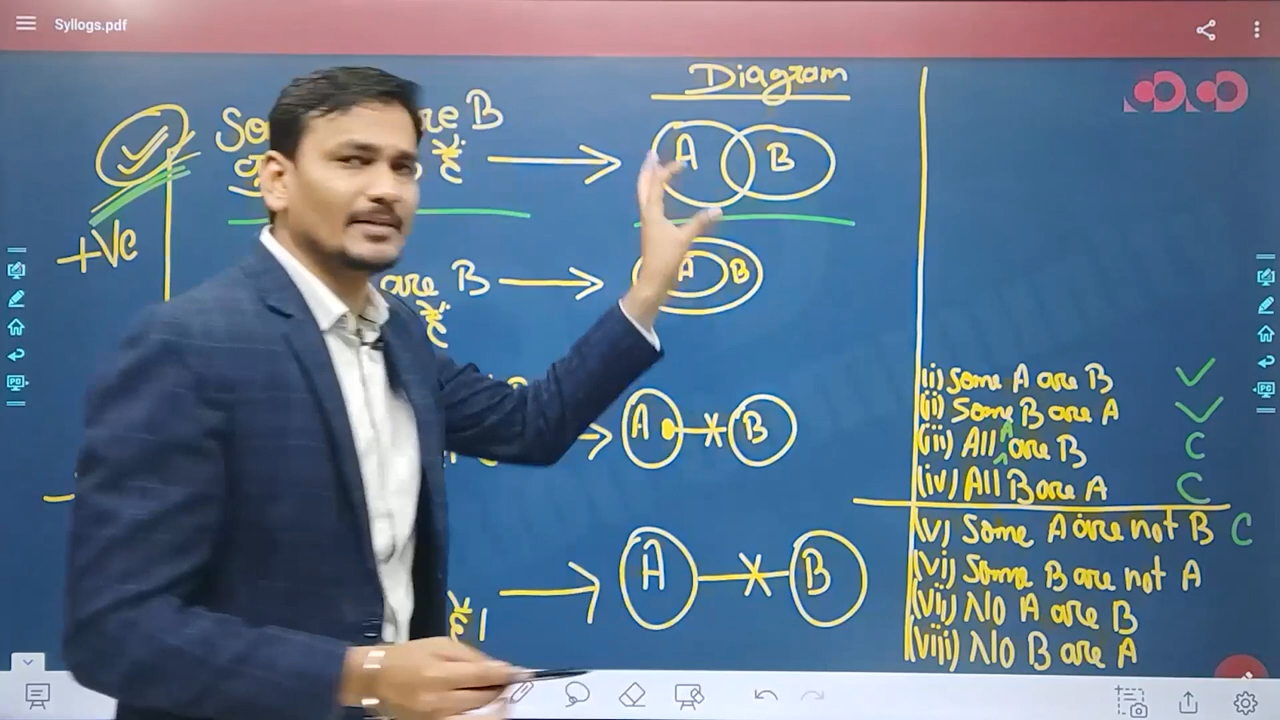 Syllogs.pdf
Diagram
are B
A B
+ve
are B
A B
A B
A B
(i) Some A are B ✓
(ii) Some B are A ✓
(iii) All A are B C
(iv) All B are A C
(v) Some A are not B C
(vi) Some B are not A
(vii) NO A are B
(viii) NO B are A